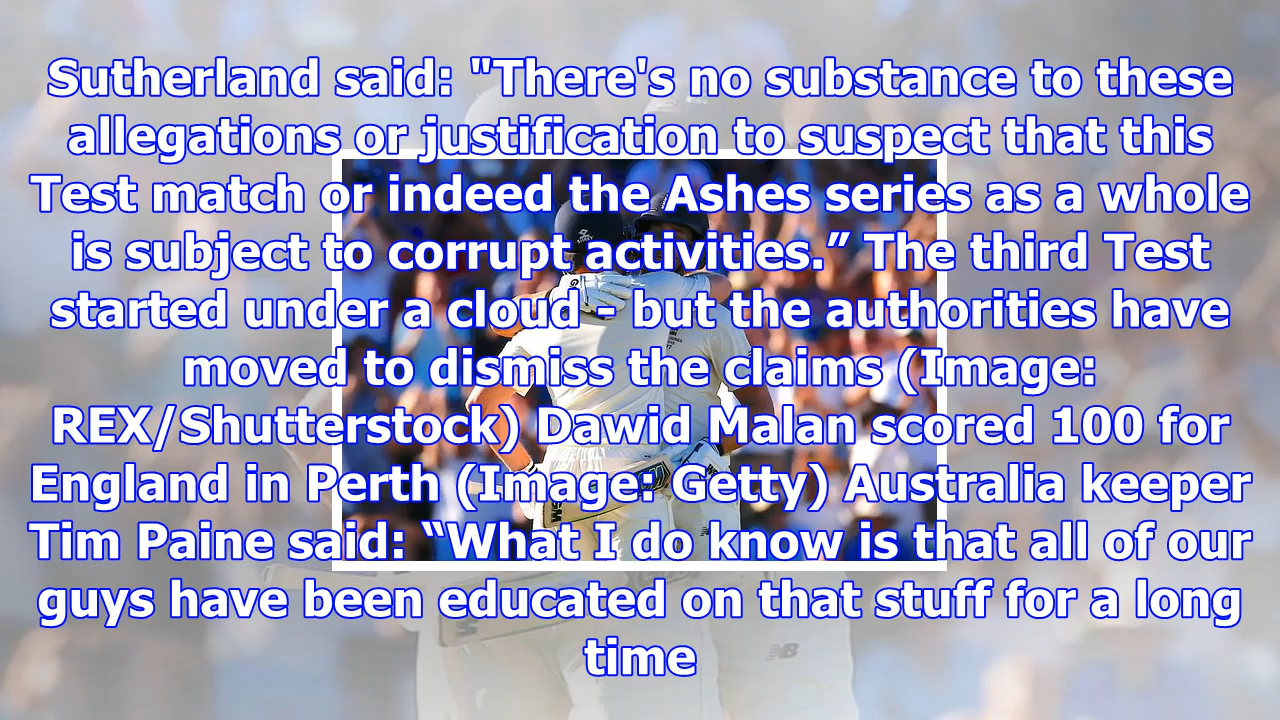 Sutherland said: "There's no substance to these
allegations or justification to suspect that this
Test match or indeed the Ashes series as a whole
is subject to corrupt activities.” The third Test
started under a cloud - but the authorities have
moved to dismiss the claims (Image:
REX/Shutterstock) Dawid Malan scored 100 for
England in Perth (Image: Getty) Australia keeper
Tim Paine said: “What I do know is that all of our
guys have been educated on that stuff for a long
time